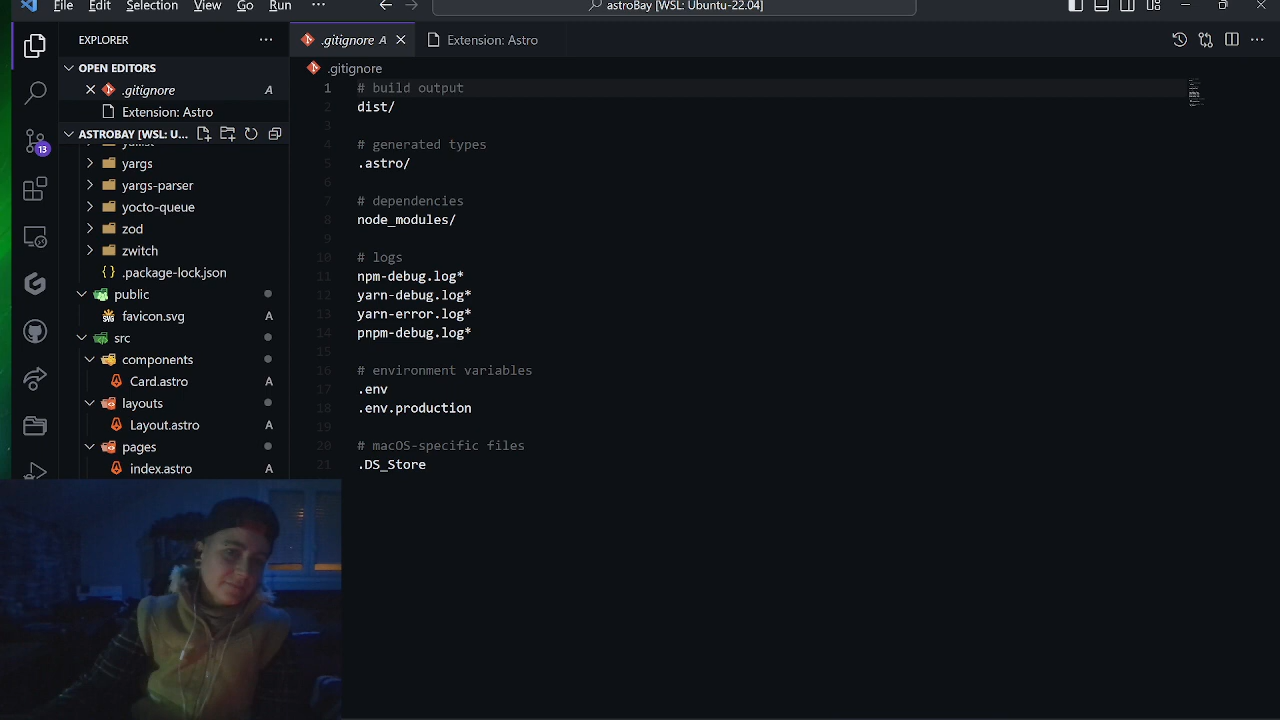 File Edit Selection View Go Run ···
astroBay [WSL: Ubuntu-22.04]
EXPLORER
OPEN EDITORS
.gitignore A
Extension: Astro
ASTROBAY [WSL: U...
yargs
yargs-parser
yocto-queue
zod
zwitch
{} .package-lock.json
public
favicon.svg A
src
components
Card.astro A
layouts
Layout.astro A
pages
index.astro A
13
.gitignore A
Extension: Astro
.gitignore
1 # build output
2 dist/
3
4 # generated types
5 .astro/
6
7 # dependencies
8 node_modules/
9
10 # logs
11 npm-debug.log*
12 yarn-debug.log*
13 yarn-error.log*
14 pnpm-debug.log*
15
16 # environment variables
17 .env
18 .env.production
19
20 # macOS-specific files
21 .DS_Store